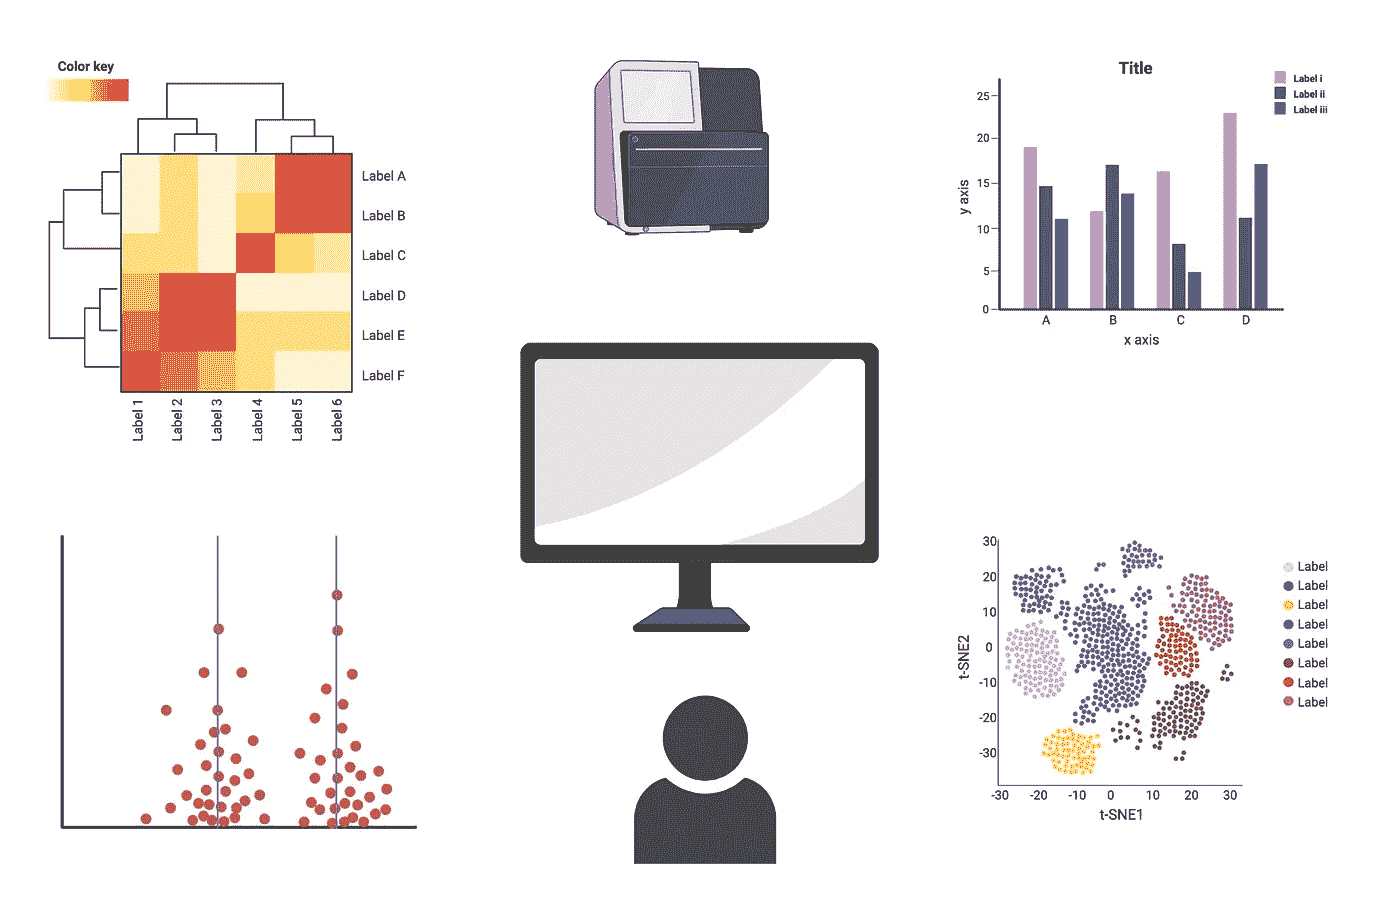 Color key
Label A
Label B
Label C
Label D
Label E
Label F
Label 1
Label 2
Label 3
Label 4
Label 5
Label 6
Title
Label i
Label ii
Label iii
25
20
15
10
5
0
y axis
A
B
C
D
x axis
30
20
10
0
-10
-20
-30
t-SNE2
-30
-20
-10
0
10
20
30
t-SNE1
Label
Label
Label
Label
Label
Label
Label
Label